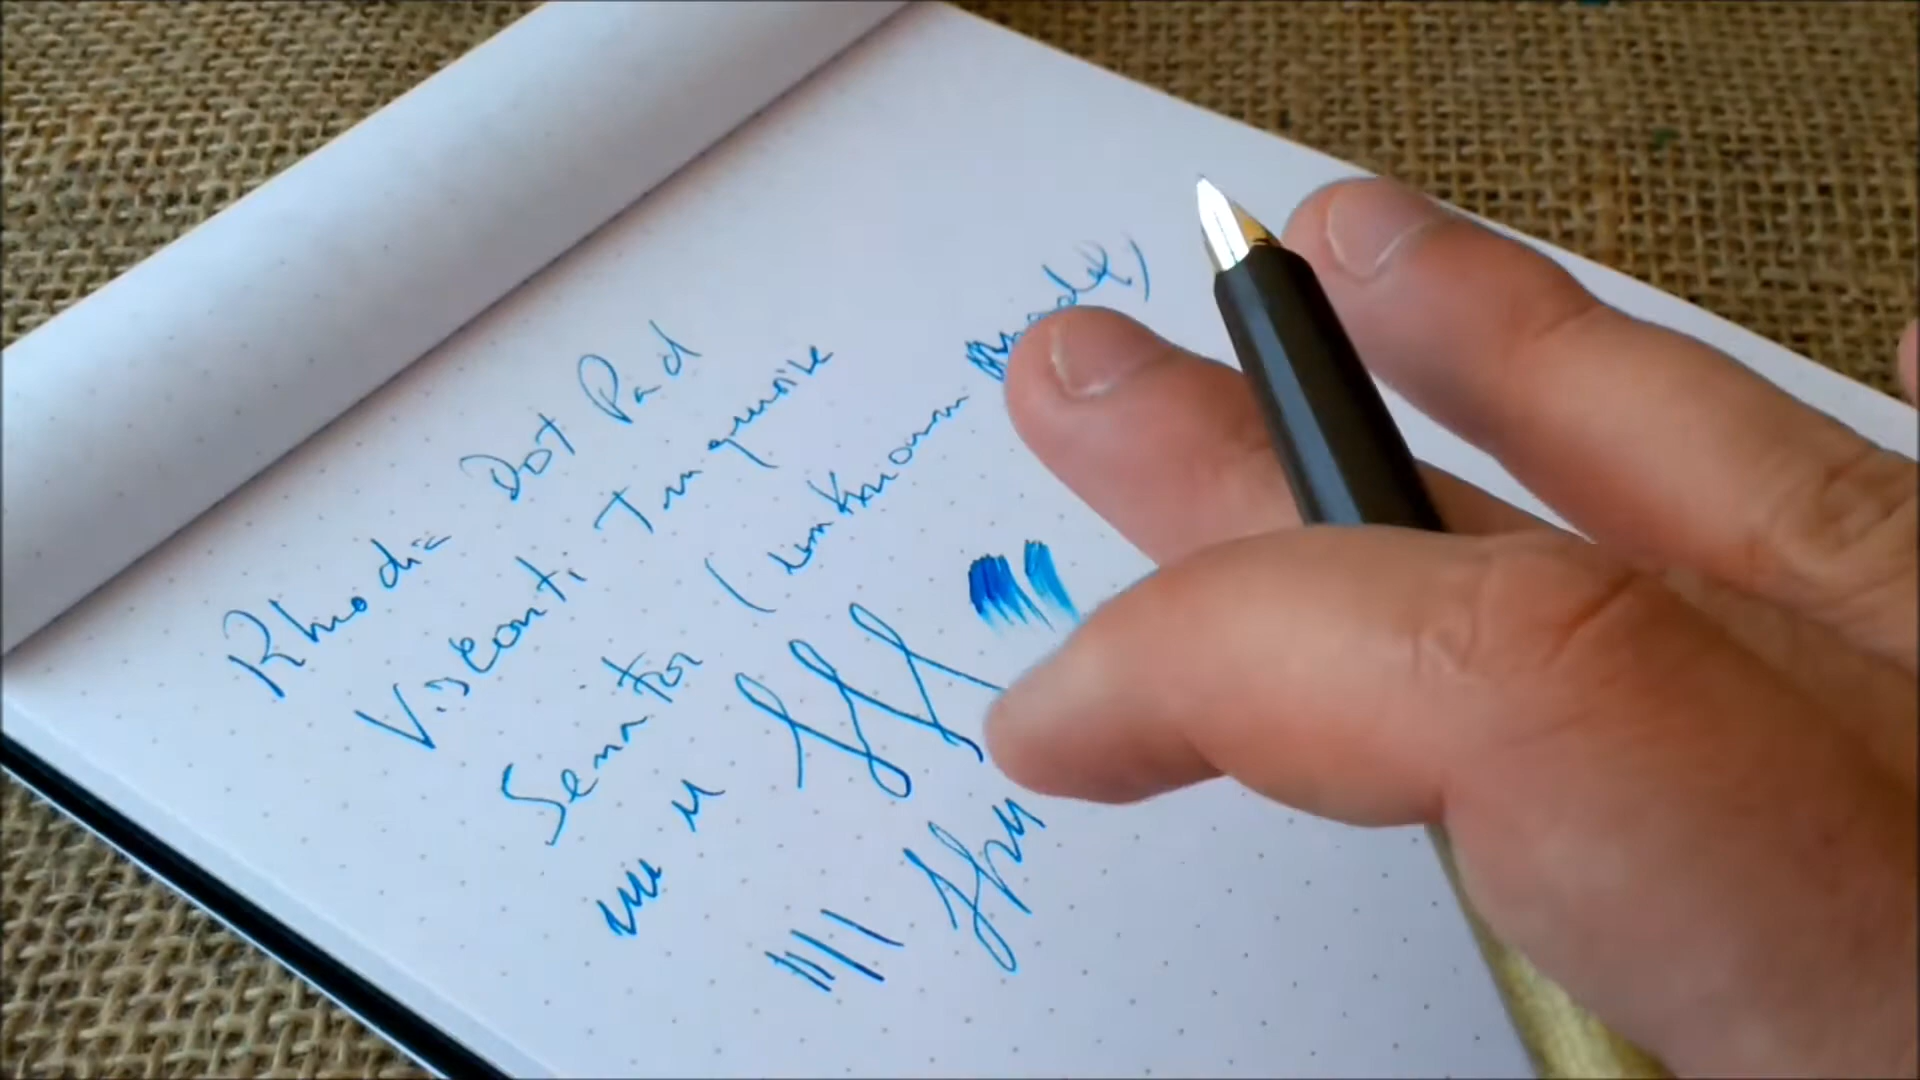 Rhodia Dot Pad
Visconti Turquoise
Senator (unknown model)